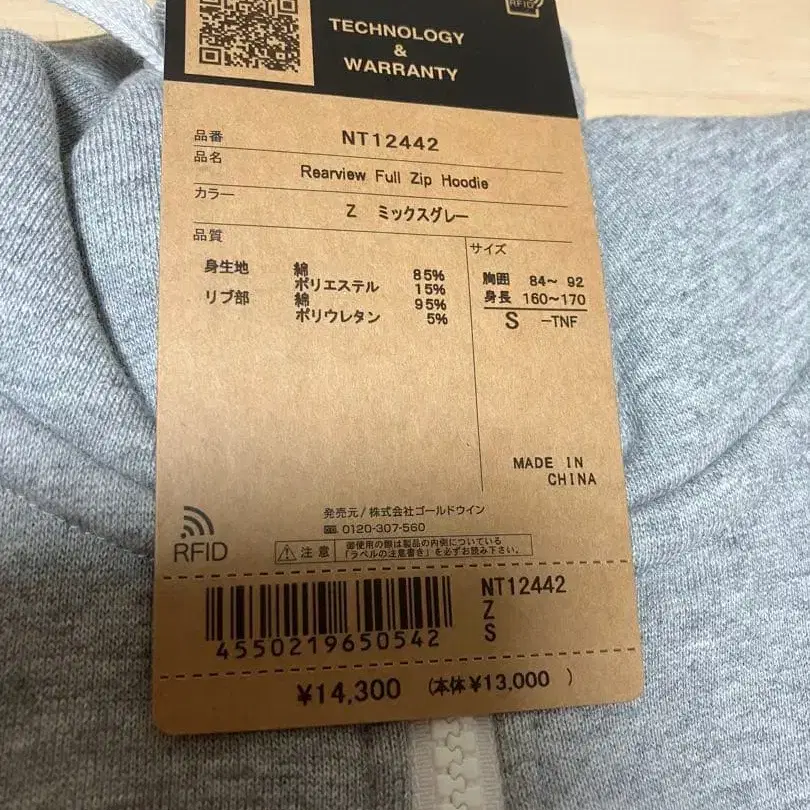 RFID
TECHNOLOGY
&
WARRANTY
品番 NT12442
品名 Rearview Full Zip Hoodie
カラー Z ミックスグレー
品質
身生地 綿 85%
ポリエステル 15%
リブ部 綿 95%
ポリウレタン 5%
サイズ
胸囲 84~ 92
身長 160~170
S -TNF
MADE IN
CHINA
発売元/株式会社ゴールドウイン
0120-307-560
RFID
注意 御使用の際は製品の内側についている
「ラベルの注意書き」を必ずお読み下さい。
4550219650542
NT12442
Z
S
¥14,300 (本体¥13,000 )